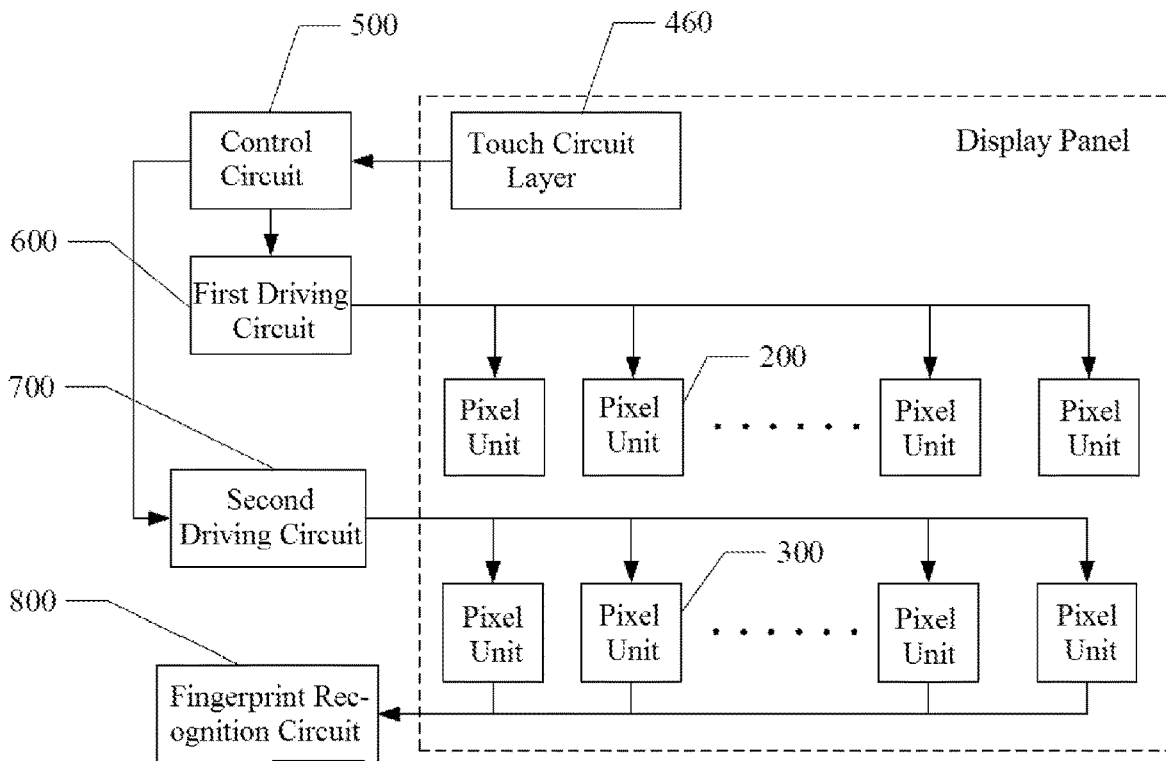 500
460
Control
Circuit
Touch Circuit
Layer
Display Panel
600
First Driving
Circuit
700
200
Pixel
Unit
Pixel
Unit
Pixel
Unit
Pixel
Unit
Second
Driving Circuit
300
800
Pixel
Unit
Pixel
Unit
Pixel
Unit
Pixel
Unit
Fingerprint Rec-
ognition Circuit